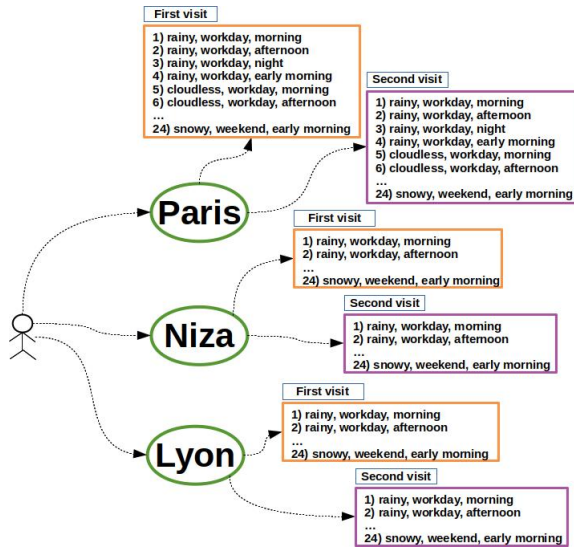 First visit
1) rainy, workday, morning
2) rainy, workday, afternoon
3) rainy, workday, night
4) rainy, workday, early morning
5) cloudless, workday, morning
6) cloudless, workday, afternoon
...
24) snowy, weekend, early morning
Second visit
1) rainy, workday, morning
2) rainy, workday, afternoon
3) rainy, workday, night
4) rainy, workday, early morning
5) cloudless, workday, morning
6) cloudless, workday, afternoon
...
24) snowy, weekend, early morning
Paris
First visit
1) rainy, workday, morning
2) rainy, workday, afternoon
...
24) snowy, weekend, early morning
Niza
Second visit
1) rainy, workday, morning
2) rainy, workday, afternoon
...
24) snowy, weekend, early morning
First visit
1) rainy, workday, morning
2) rainy, workday, afternoon
...
24) snowy, weekend, early morning
Lyon
Second visit
1) rainy, workday, morning
2) rainy, workday, afternoon
...
24) snowy, weekend, early morning